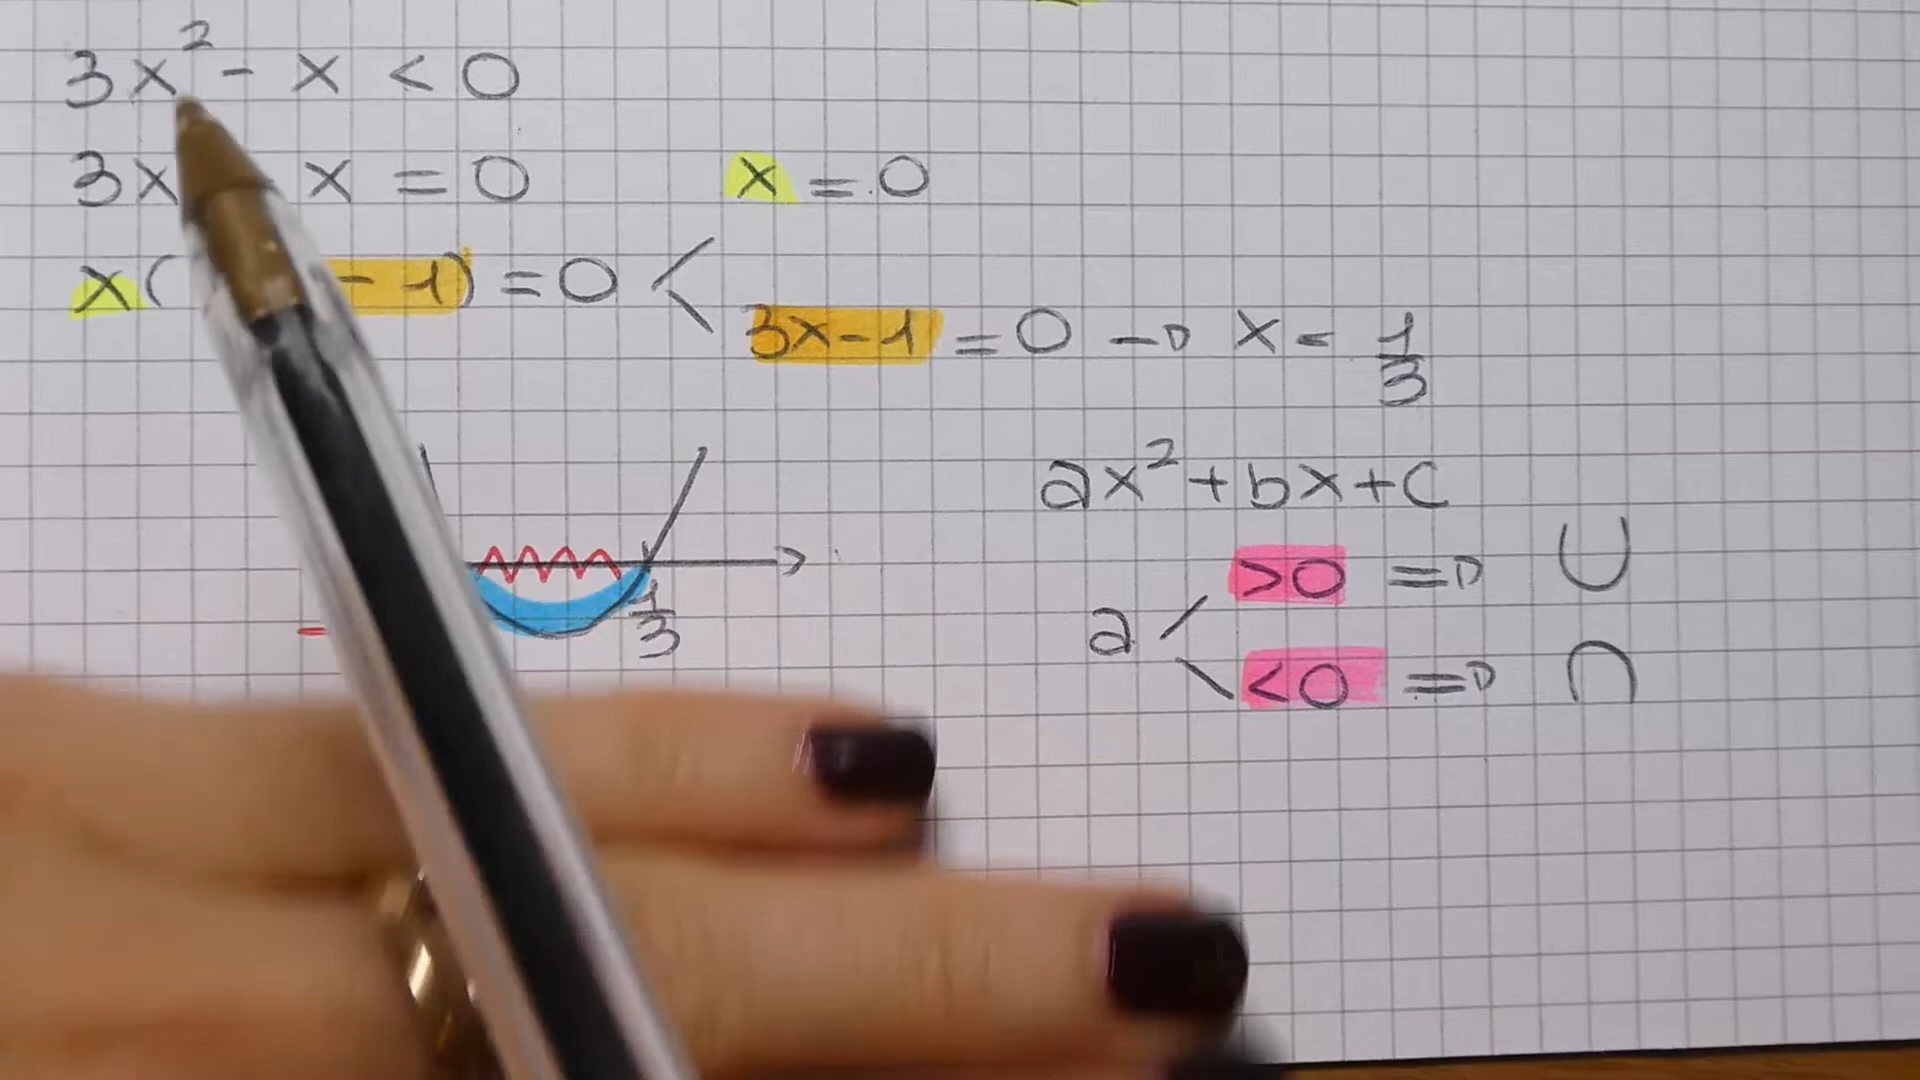 3x² - x < 0
3x x = 0
x = 0
x( - 1) = 0
3x - 1 = 0 → x = 1/3
1/3
ax² + bx + c
a
> 0 ⇒ ∪
< 0 ⇒ ∩